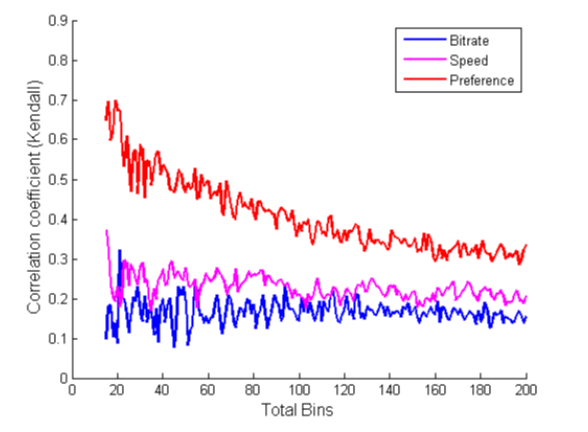 0.9
0.8
0.7
0.6
0.5
0.4
0.3
0.2
0.1
0
Correlation coefficient (Kendall)
Bitrate
Speed
Preference
0 20 40 60 80 100 120 140 160 180 200
Total Bins